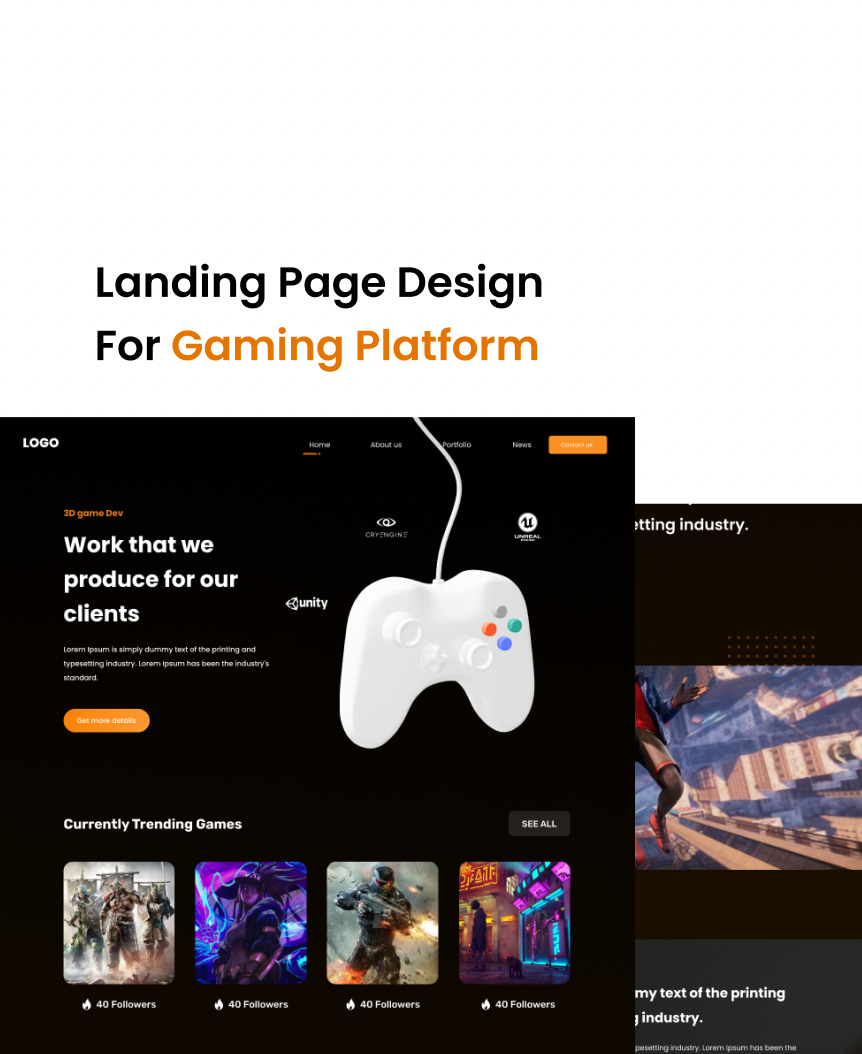 Landing Page Design
For Gaming Platform
LOGO
Home
About us
Portfolio
News
Contact us
3D game Dev
Work that we
produce for our
clients
Lorem Ipsum is simply dummy text of the printing and
typesetting industry. Lorem Ipsum has been the industry's
standard.
Get more details
CRYENGINE
UNREAL
unity
Currently Trending Games
SEE ALL
40 Followers
40 Followers
40 Followers
40 Followers
etting industry.
my text of the printing
g industry.
pesetting industry. Lorem Ipsum has been the